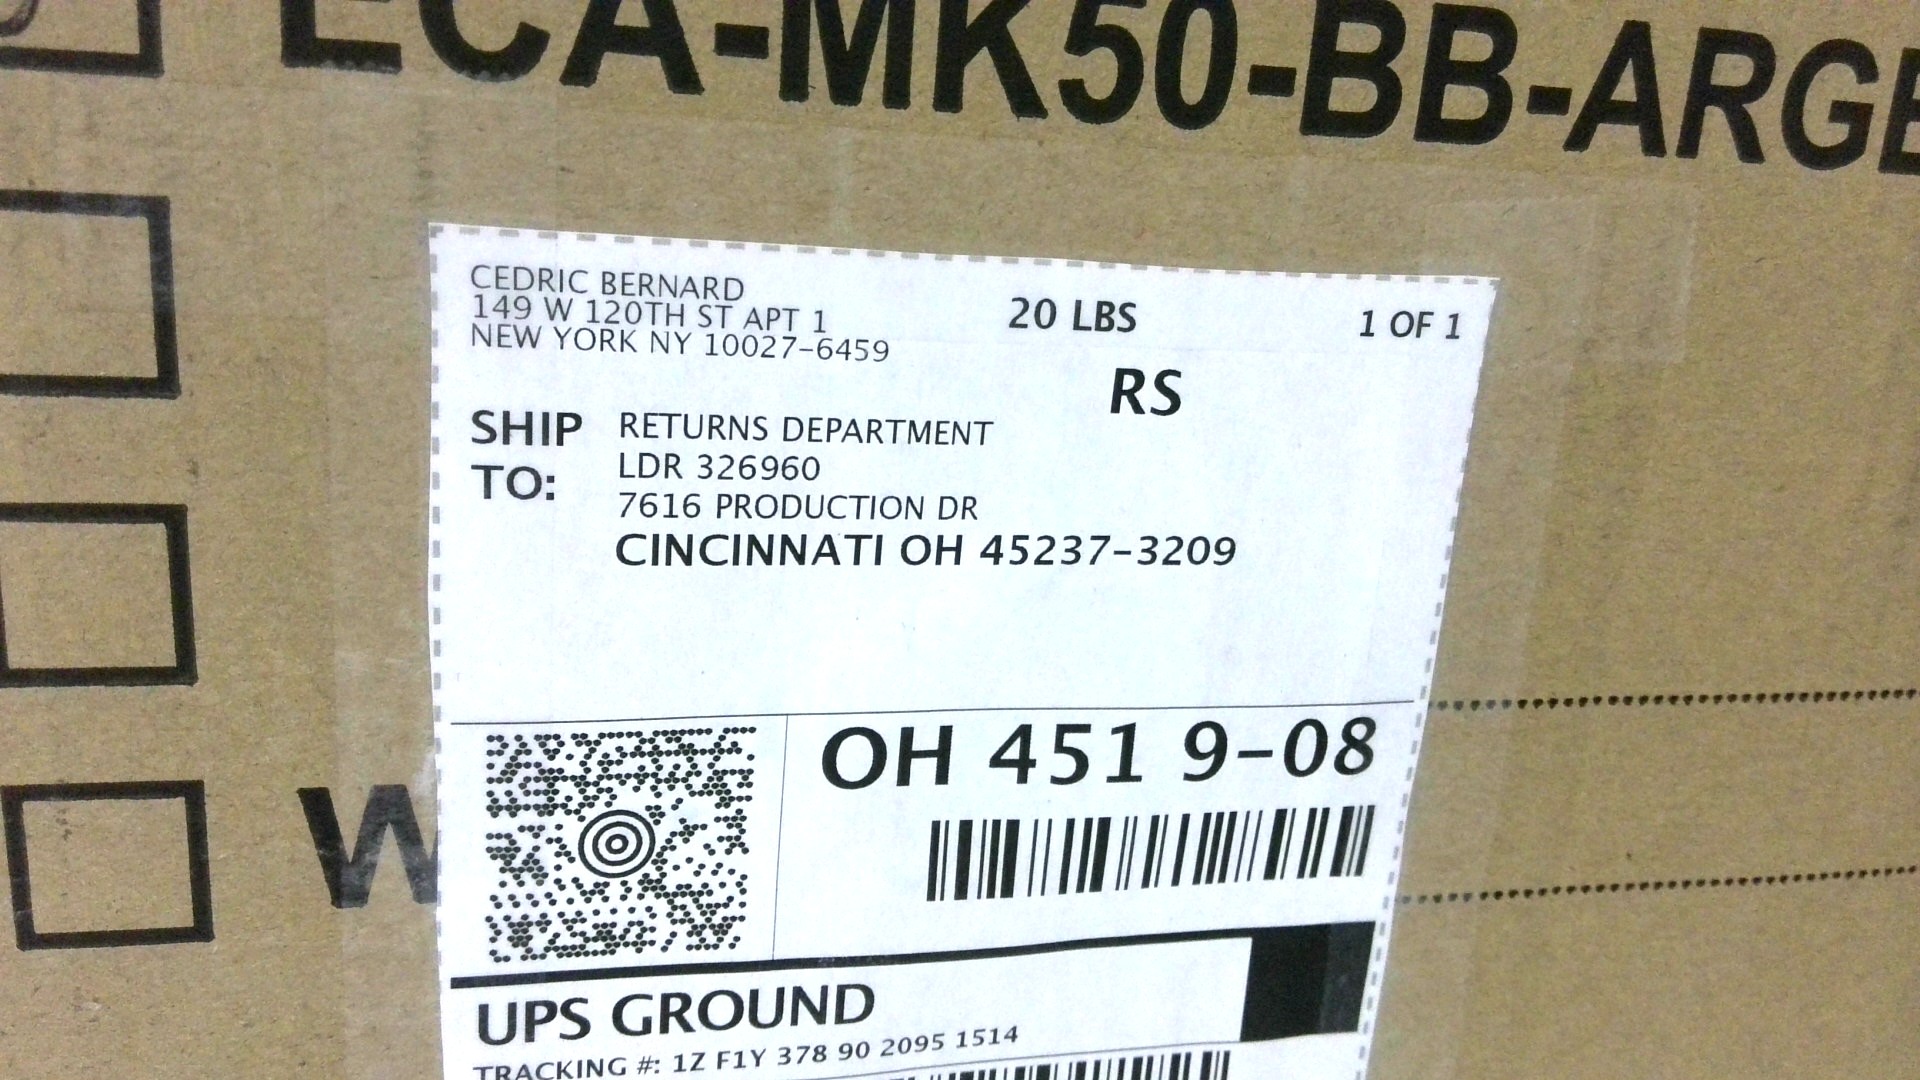 ECA-MK50-BB-ARGE
CEDRIC BERNARD
149 W 120TH ST APT 1
NEW YORK NY 10027-6459
20 LBS
1 OF 1
RS
SHIP TO:
RETURNS DEPARTMENT
LDR 326960
7616 PRODUCTION DR
CINCINNATI OH 45237-3209
OH 451 9-08
W
UPS GROUND
TRACKING #: 1Z F1Y 378 90 2095 1514